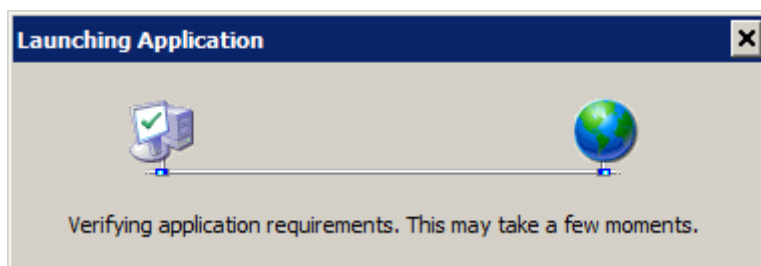 Launching Application
Verifying application requirements. This may take a few moments.